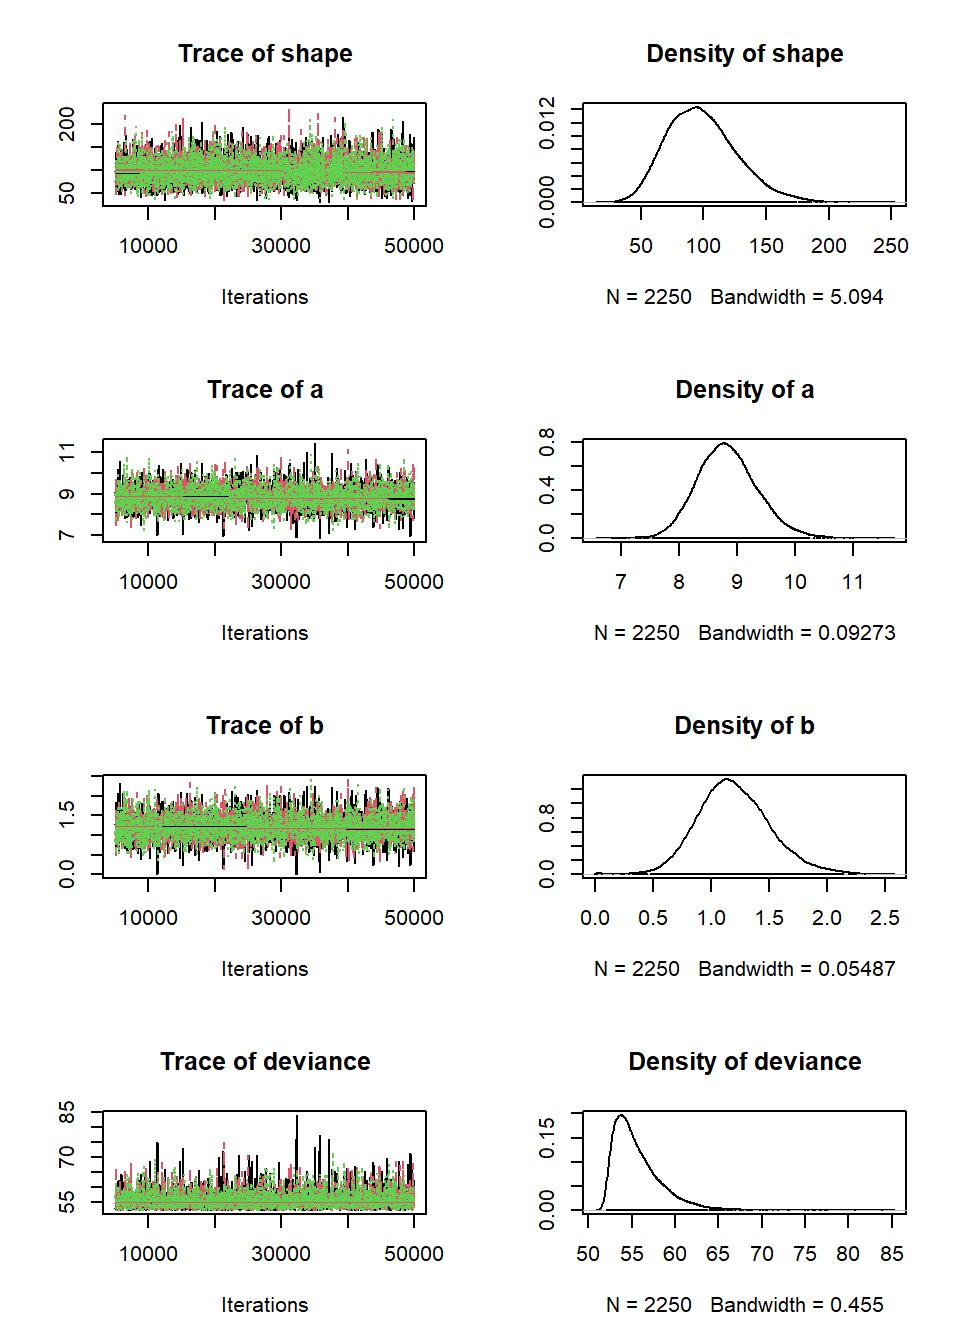 Trace of shape
Density of shape
50 200
0.000 0.012
10000 30000 50000
50 100 150 200 250
Iterations
N = 2250 Bandwidth = 5.094
Trace of a
Density of a
7 9 11
0.0 0.4 0.8
10000 30000 50000
7 8 9 10 11
Iterations
N = 2250 Bandwidth = 0.09273
Trace of b
Density of b
0.0 1.5
0.0 0.8
10000 30000 50000
0.0 0.5 1.0 1.5 2.0 2.5
Iterations
N = 2250 Bandwidth = 0.05487
Trace of deviance
Density of deviance
55 70 85
0.00 0.15
10000 30000 50000
50 55 60 65 70 75 80 85
Iterations
N = 2250 Bandwidth = 0.455